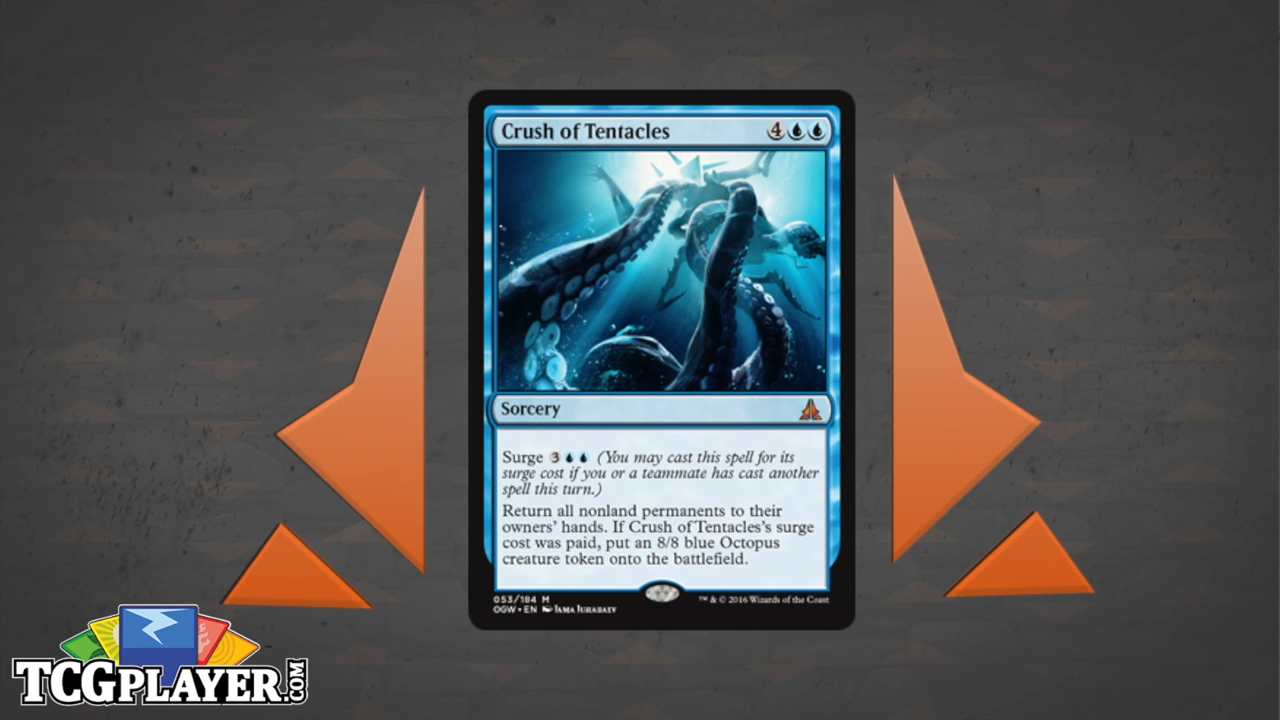 Crush of Tentacles 4
Sorcery
Surge 3 (You may cast this spell for its
surge cost if you or a teammate has cast another
spell this turn.)
Return all nonland permanents to their
owners' hands. If Crush of Tentacles's surge
cost was paid, put an 8/8 blue Octopus
creature token onto the battlefield.
053/184 M
OGW • EN Jama Jurabaev
™ & © 2016 Wizards of the Coast
TCGPLAYER.COM